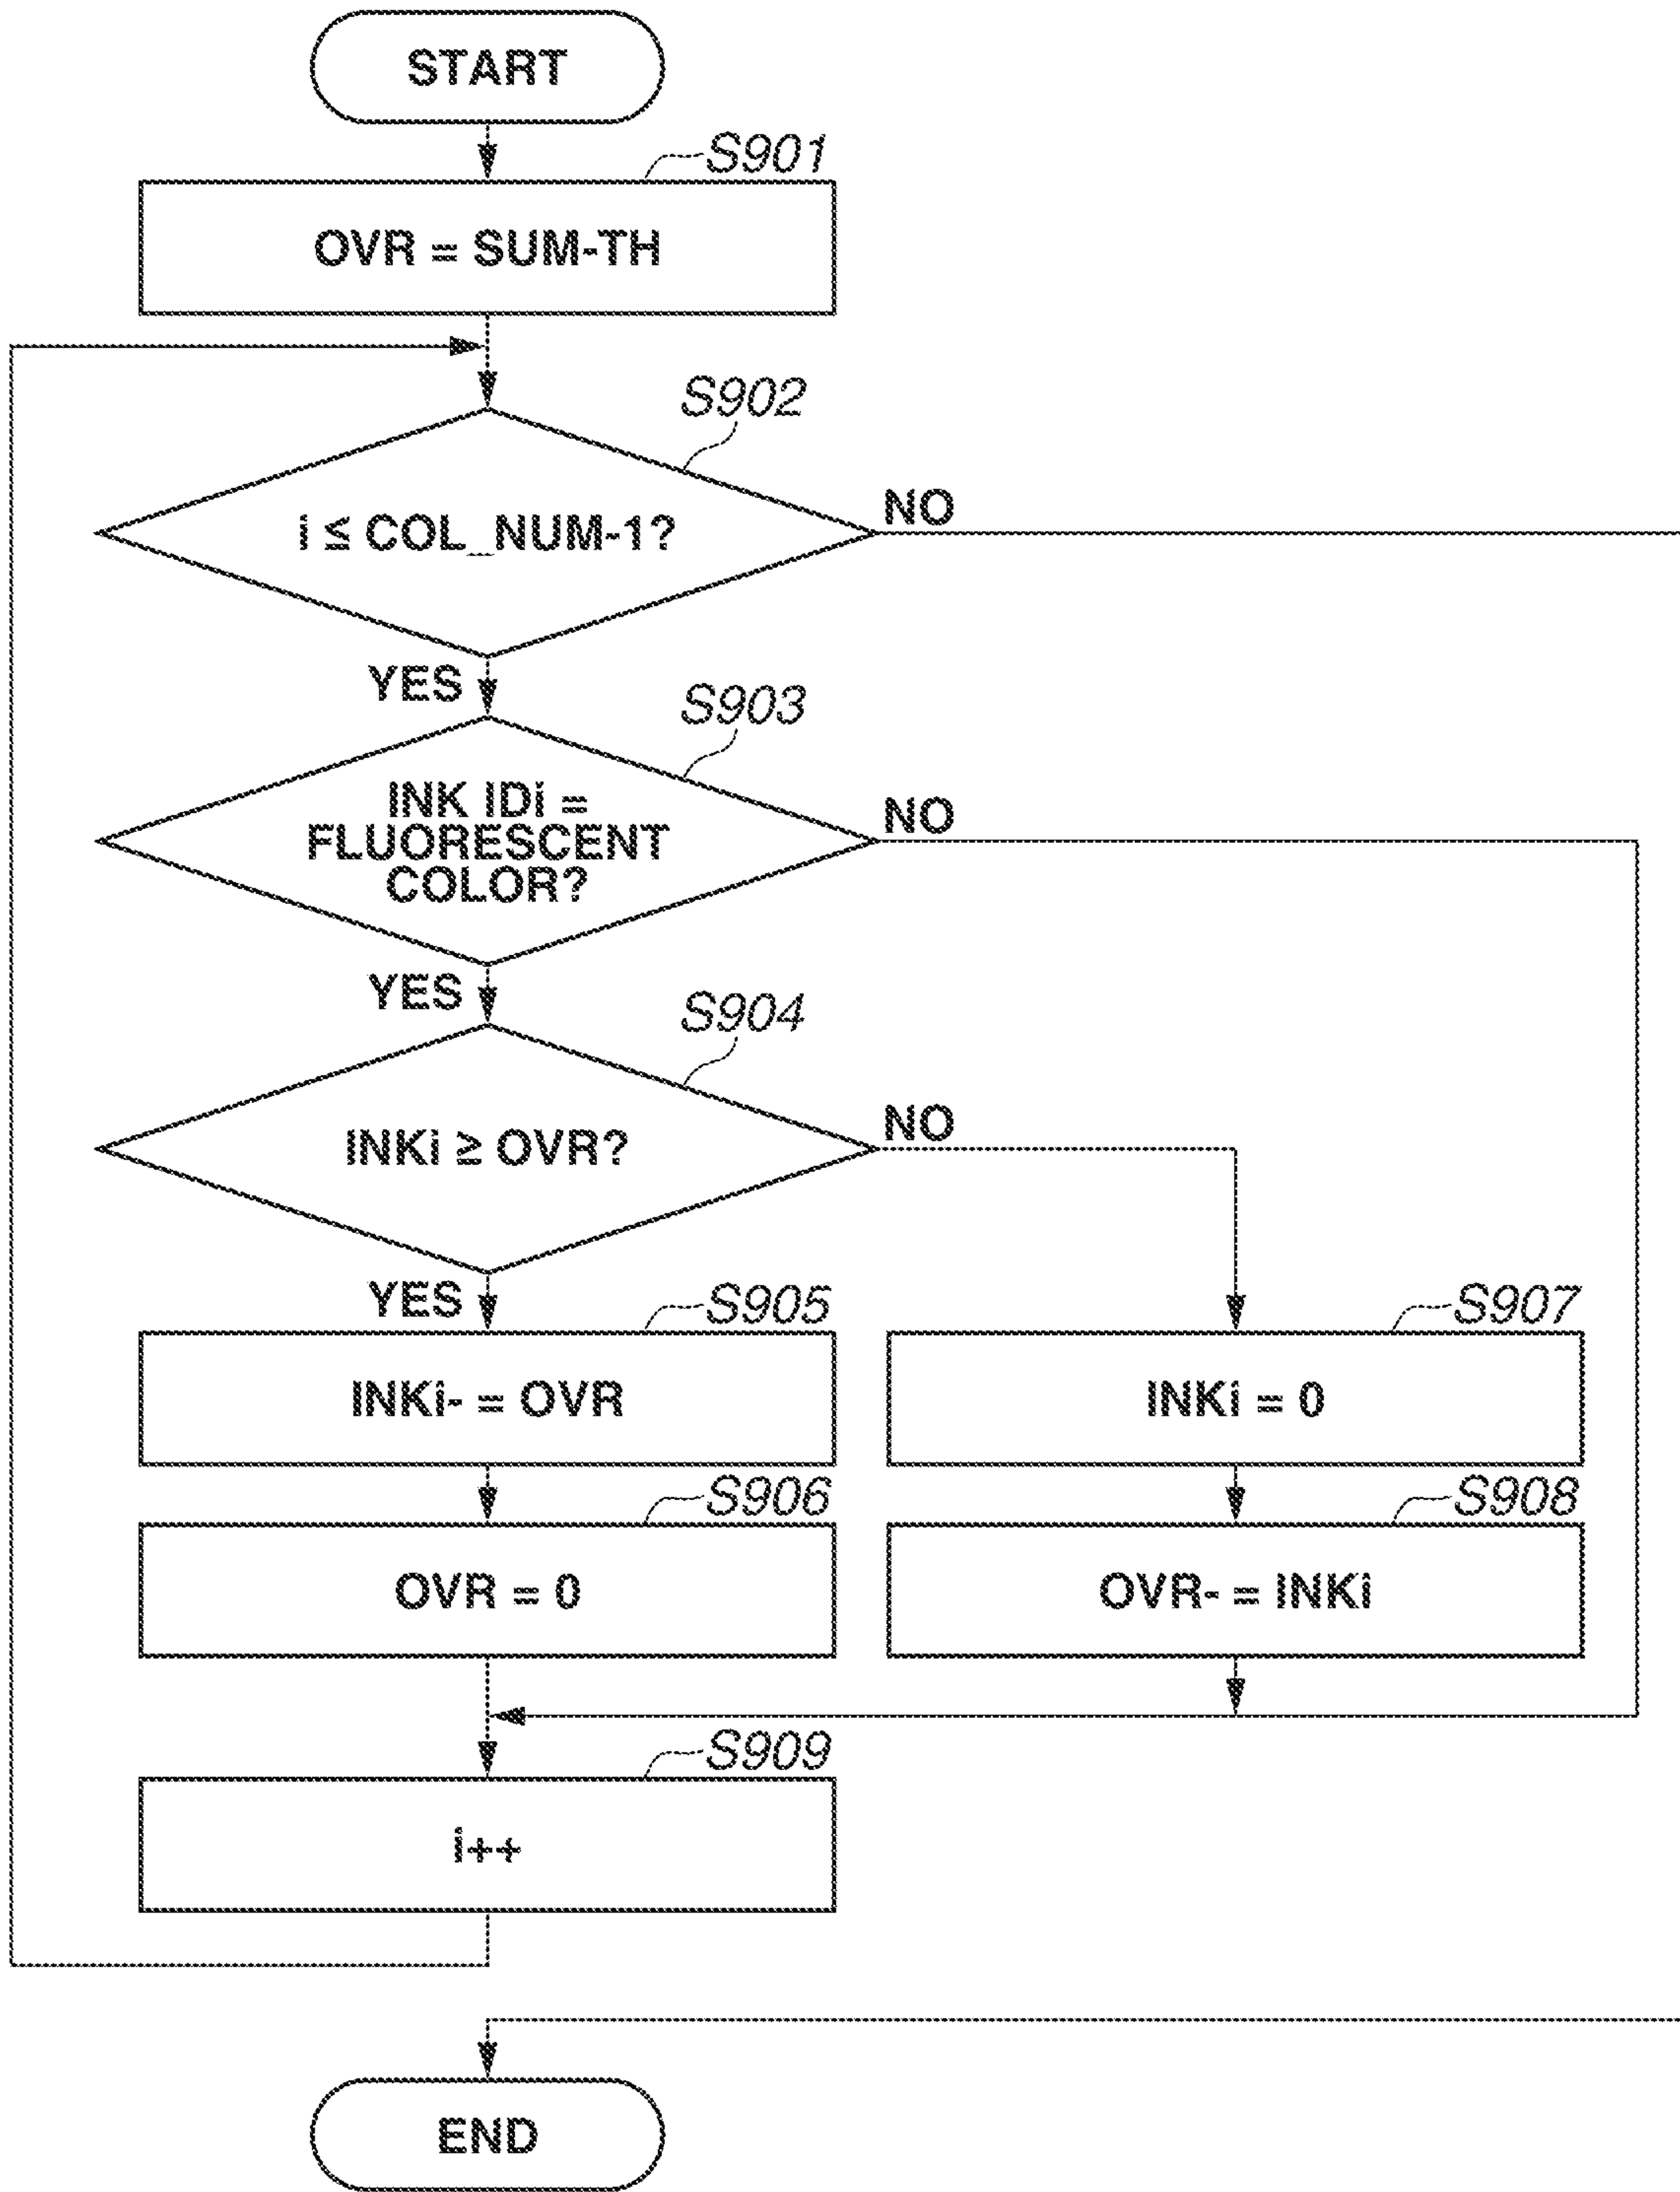 START
S901
OVR = SUM-TH
S902
i ≤ COL_NUM-1?
NO
YES
S903
INK IDi =
FLUORESCENT
COLOR?
NO
YES
S904
INKi ≥ OVR?
NO
YES
S905
S907
INKi- = OVR
INKi = 0
S906
S908
OVR = 0
OVR- = INKi
S909
i++
END